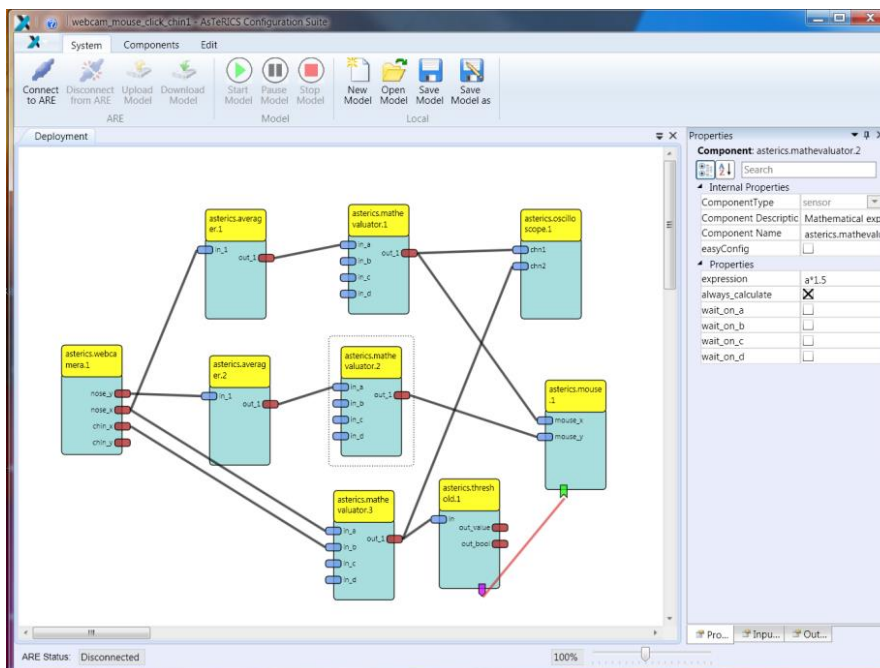 webcam_mouse_click_chin1 - AsTeRICS Configuration Suite
System Components Edit
Connect to ARE
Disconnect from ARE
Upload Model
Download Model
Start Model
Pause Model
Stop Model
New Model
Open Model
Save Model
Save Model as
ARE Model Local
Deployment
asterics.averag
er.1
in_1
out_1
asterics.mathe
valuator.1
in_a
in_b
in_c
in_d
out_1
asterics.oscillo
scope.1
chn1
chn2
asterics.webca
mera.1
nose_y
nose_x
chin_x
chin_y
asterics.averag
er.2
in_1
out_1
asterics.mathe
valuator.2
in_a
in_b
in_c
in_d
out_1
asterics.mouse
.1
mouse_x
mouse_y
asterics.mathe
valuator.3
in_a
in_b
in_c
in_d
out_1
asterics.thresh
old.1
in
out_value
out_bool
Properties
Component: asterics.mathevaluator.2
Search
Internal Properties
ComponentType sensor
Component Descriptic Mathematical exp
Component Name asterics.mathevalu
easyConfig
Properties
expression a*1.5
always_calculate
wait_on_a
wait_on_b
wait_on_c
wait_on_d
Pro... Inpu... Out...
ARE Status: Disconnected 100%